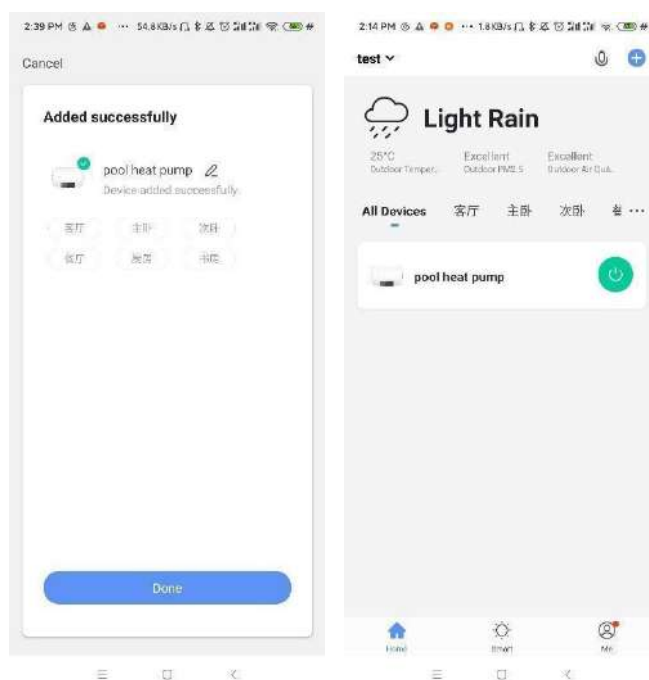 2:39 PM
54.8KB/s
Cancel
Added successfully
pool heat pump
Device added successfully
客厅 主卧 次卧
餐厅 厨房 书房
Done
2:14 PM
1.8KB/s
test
Light Rain
25°C Excellent Excellent
Outdoor Temper... Outdoor PM2.5 Outdoor Air Qua...
All Devices 客厅 主卧 次卧 ...
pool heat pump
Home Smart Me